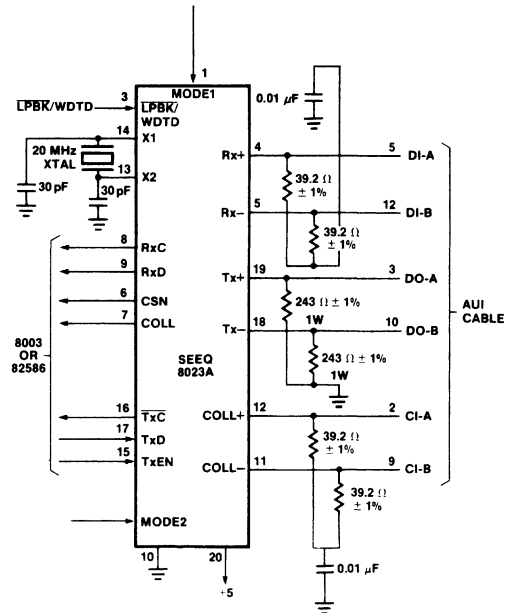 1
MODE1
3
LPBK/WDTD
LPBK/
WDTD
0.01 µF
14
X1
20 MHz
XTAL
13
X2
30 pF
30 pF
Rx+
4
5
DI-A
39.2 Ω
± 1%
Rx–
5
12
DI-B
39.2 Ω
± 1%
8
RxC
9
RxD
6
CSN
7
COLL
8003
OR
82586
Tx+
19
3
DO-A
243 Ω ± 1%
1W
Tx–
18
10
DO-B
243 Ω ± 1%
1W
AUI
CABLE
SEEQ
8023A
16
TxC
17
TxD
15
TxEN
COLL+
12
2
CI-A
39.2 Ω
± 1%
COLL–
11
9
CI-B
39.2 Ω
± 1%
MODE2
10
20
+5
0.01 µF